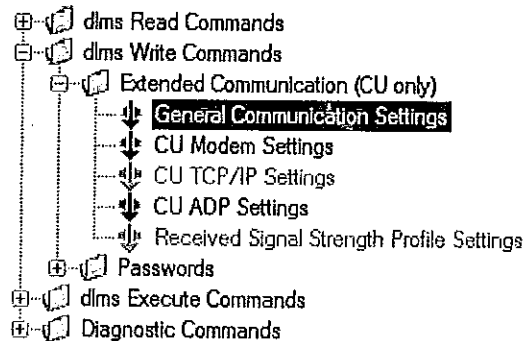 dlms Read Commands
dlms Write Commands
Extended Communication (CU only)
General Communication Settings
CU Modem Settings
CU TCP/IP Settings
CU ADP Settings
Received Signal Strength Profile Settings
Passwords
dlms Execute Commands
Diagnostic Commands